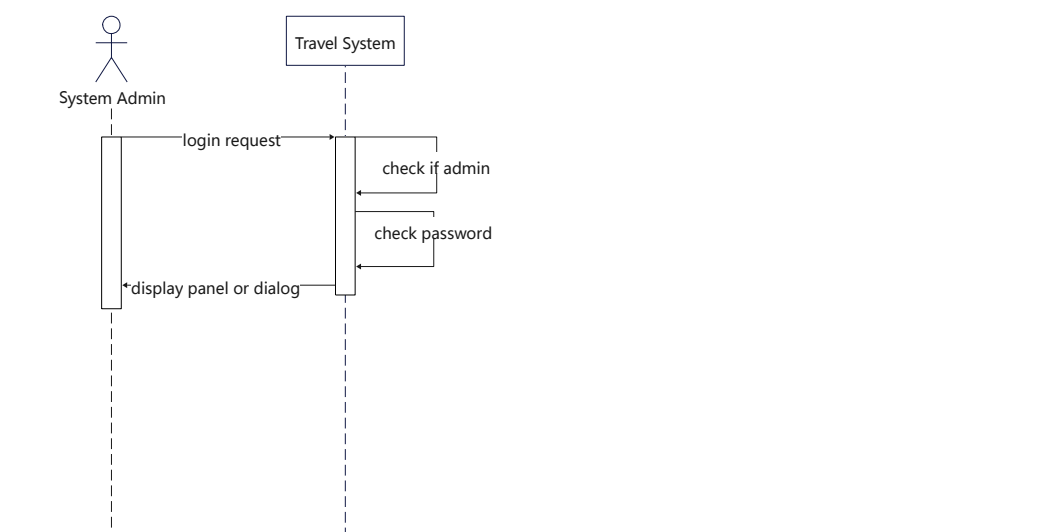 Travel System
System Admin
login request
check if admin
check password
display panel or dialog